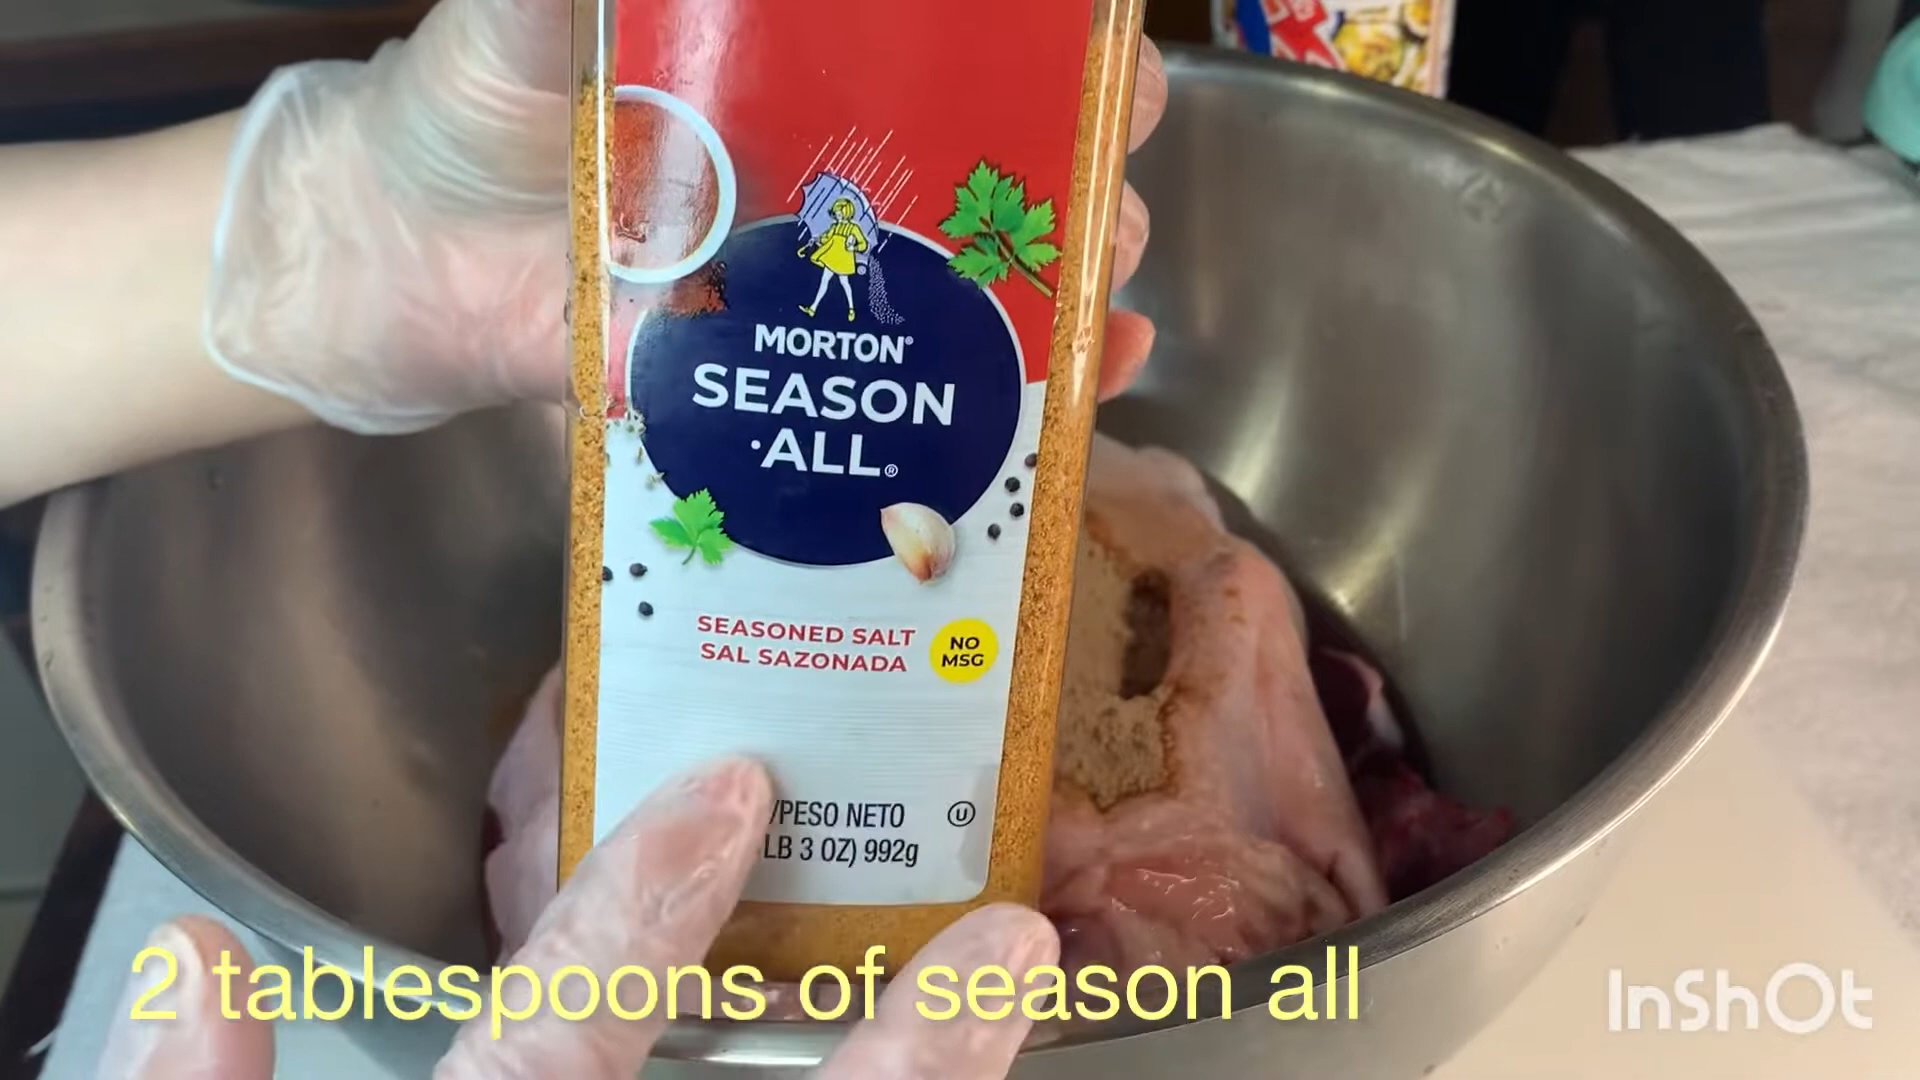 MORTON®
SEASON
·ALL®
SEASONED SALT
SAL SAZONADA
NO
MSG
/PESO NETO
LB 3 OZ) 992g
U
2 tablespoons of season all
InShOt